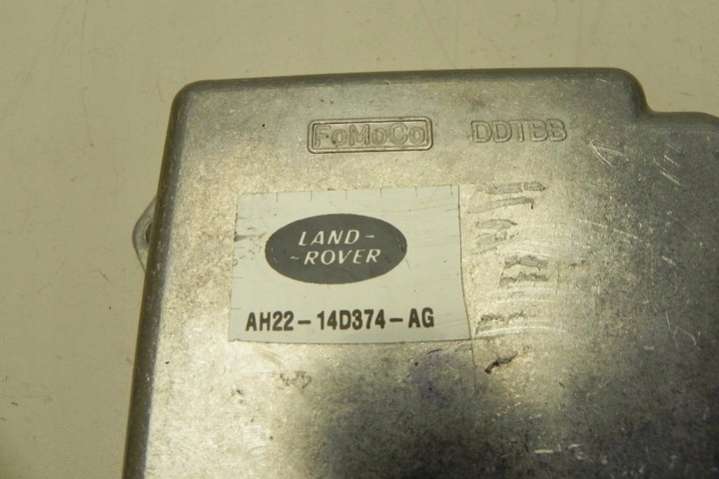 FoMoCo DDTBB
LAND-
~ROVER
AH22-14D374-AG